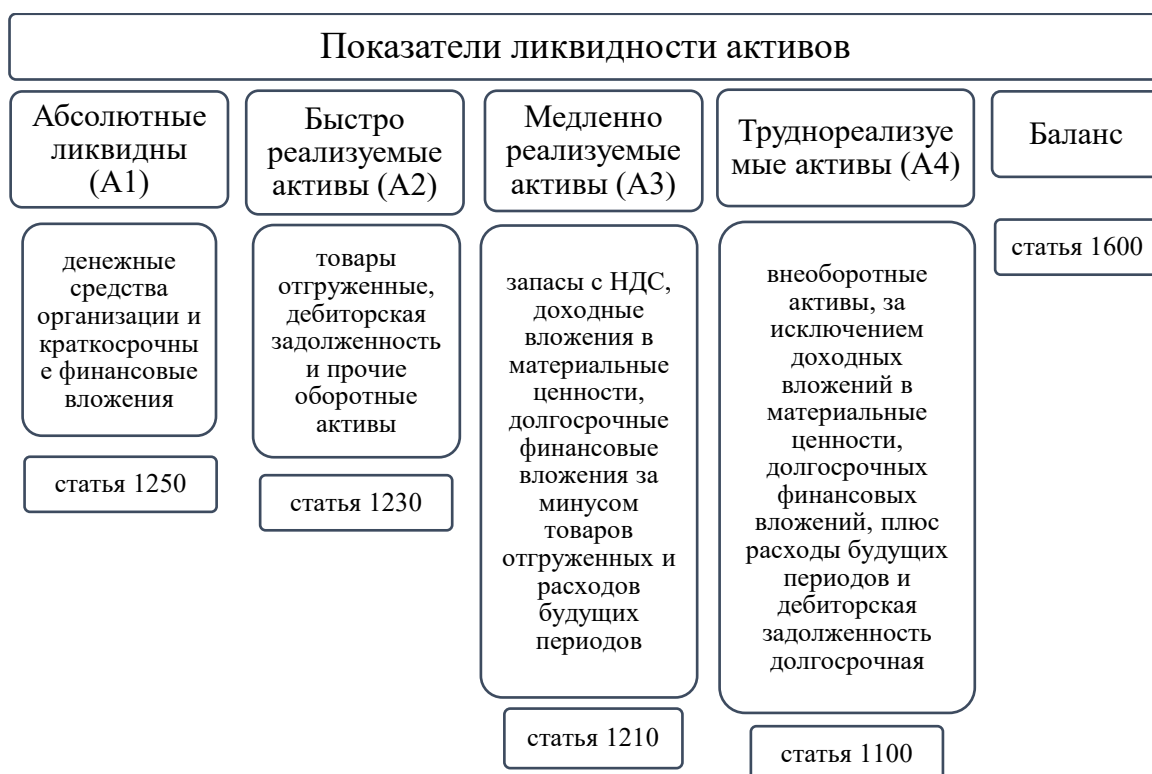 Показатели ликвидности активов
Абсолютные
ликвидны
(А1)
денежные
средства
организации и
краткосрочны
е финансовые
вложения
статья 1250
Быстро
реализуемые
активы (А2)
товары
отгруженные,
дебиторская
задолженность
и прочие
оборотные
активы
статья 1230
Медленно
реализуемые
активы (А3)
запасы с НДС,
доходные
вложения в
материальные
ценности,
долгосрочные
финансовые
вложения за
минусом
товаров
отгруженных и
расходов
будущих
периодов
статья 1210
Труднореализуе
мые активы (А4)
внеоборотные
активы, за
исключением
доходных
вложений в
материальные
ценности,
долгосрочных
финансовых
вложений, плюс
расходы будущих
периодов и
дебиторская
задолженность
долгосрочная
статья 1100
Баланс
статья 1600